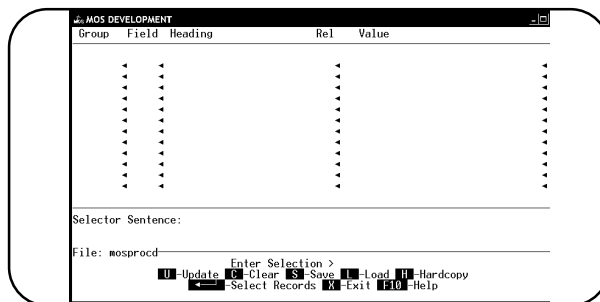 MOS MOS DEVELOPMENT
Group Field Heading Rel Value
Selector Sentence:
File: mosprocd
Enter Selection >
U-Update C-Clear S-Save L-Load H-Hardcopy
◄──-Select Records X-Exit F10-Help